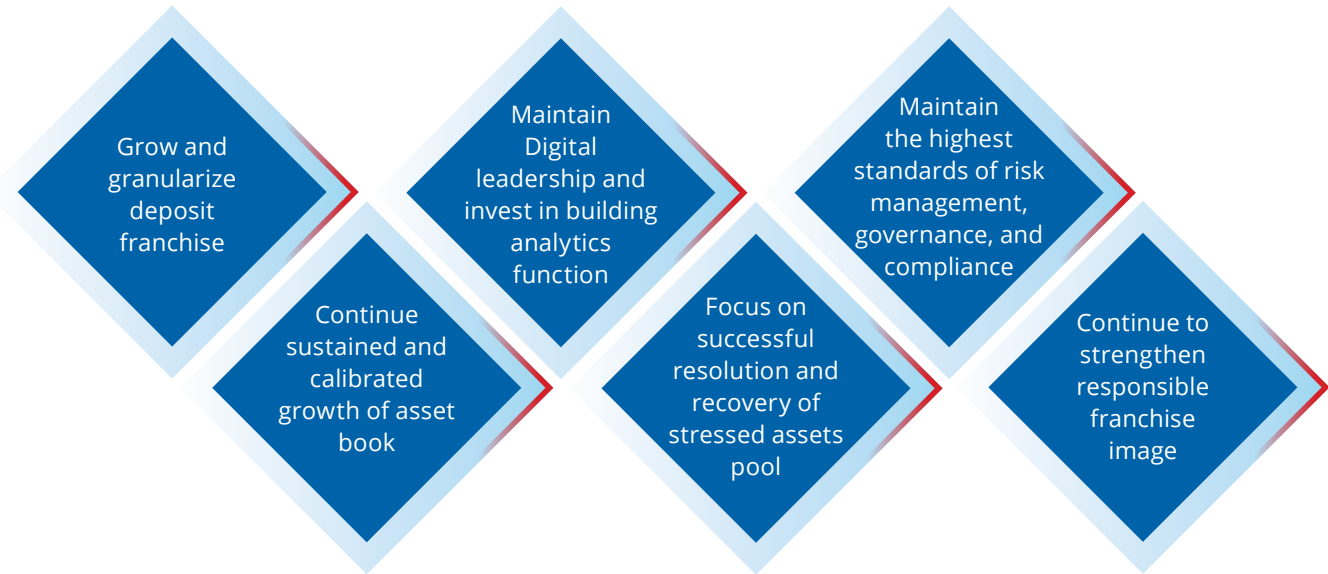 Grow and
granularize
deposit
franchise
Continue
sustained and
calibrated
growth of asset
book
Maintain
Digital
leadership and
invest in building
analytics
function
Focus on
successful
resolution and
recovery of
stressed assets
pool
Maintain
the highest
standards of risk
management,
governance, and
compliance
Continue to
strengthen
responsible
franchise
image